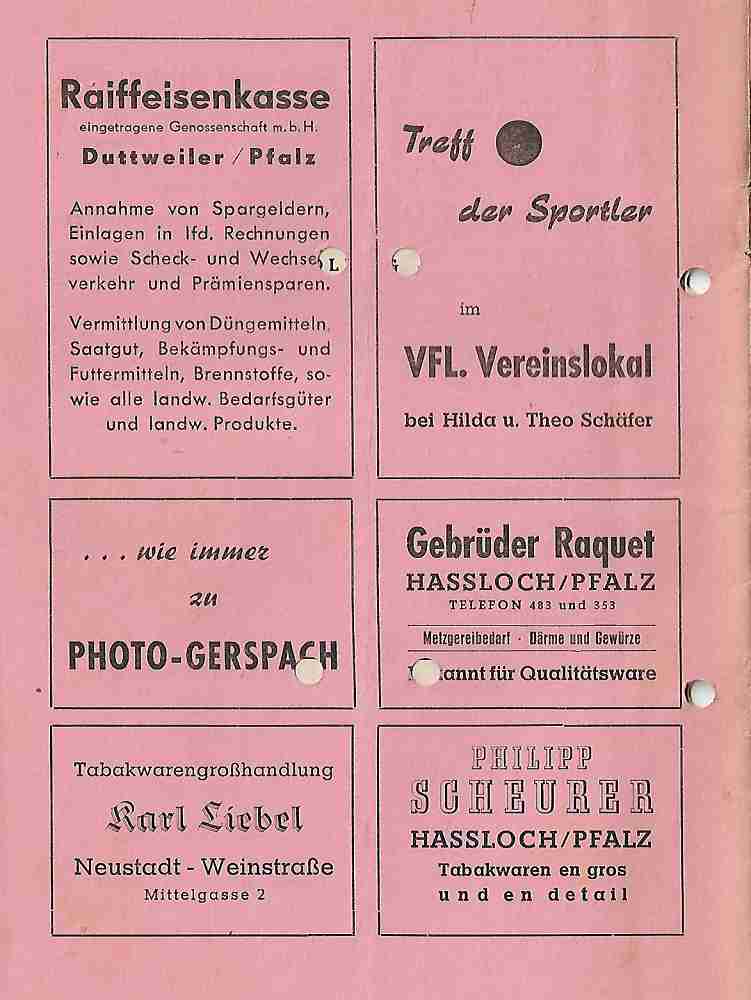 Raiffeisenkasse
eingetragene Genossenschaft m.b.H.
Duttweiler / Pfalz
Annahme von Spargeldern,
Einlagen in lfd. Rechnungen
sowie Scheck- und Wechsel
verkehr und Prämiensparen.
Vermittlung von Düngemitteln,
Saatgut, Bekämpfungs- und
Futtermitteln, Brennstoffe, so-
wie alle landw. Bedarfsgüter
und landw. Produkte.
L
Treff
der Sportler
im
VFL. Vereinslokal
bei Hilda u. Theo Schäfer
. . . wie immer
zu
PHOTO-GERSPACH
Gebrüder Raquet
HASSLOCH/PFALZ
TELEFON 483 und 353
Metzgereibedarf · Därme und Gewürze
für Qualitätsware
Tabakwarengroßhandlung
Karl Liebel
Neustadt - Weinstraße
Mittelgasse 2
PHILIPP
SCHEURER
HASSLOCH/PFALZ
Tabakwaren en gros
und en detail